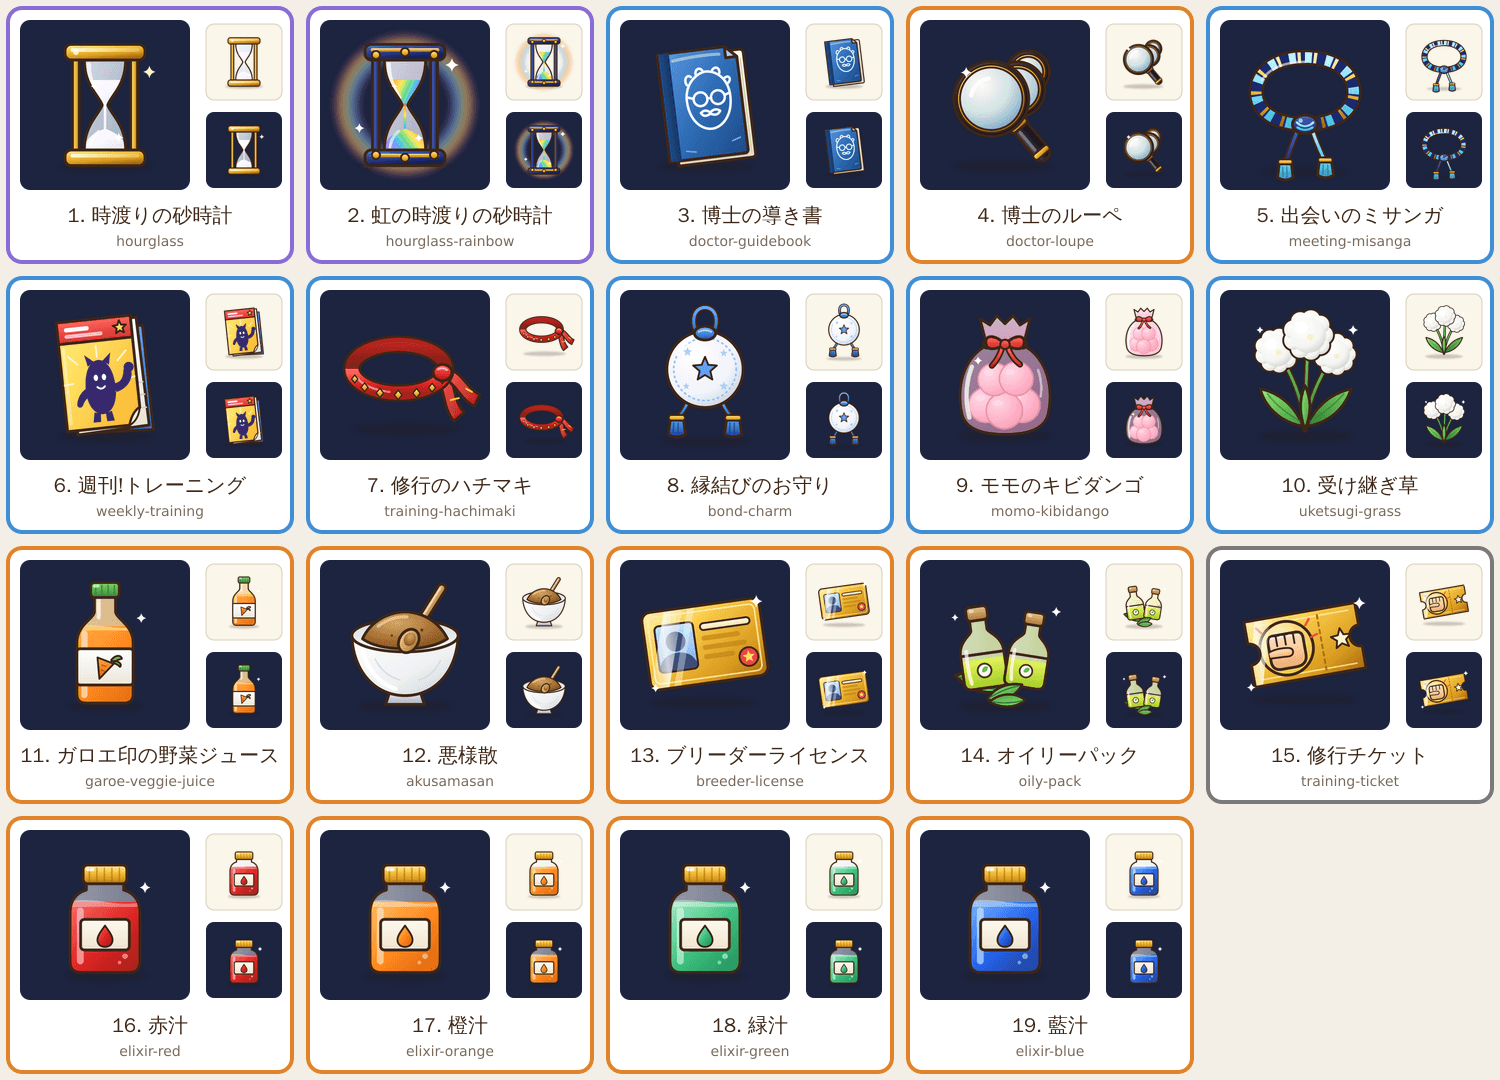 1. 時渡りの砂時計
hourglass
2. 虹の時渡りの砂時計
hourglass-rainbow
3. 博士の導き書
doctor-guidebook
4. 博士のルーペ
doctor-loupe
5. 出会いのミサンガ
meeting-misanga
6. 週刊!トレーニング
weekly-training
7. 修行のハチマキ
training-hachimaki
8. 縁結びのお守り
bond-charm
9. モモのキビダンゴ
momo-kibidango
10. 受け継ぎ草
uketsugi-grass
11. ガロエ印の野菜ジュース
garoe-veggie-juice
12. 悪様散
akusamasan
13. ブリーダーライセンス
breeder-license
14. オイリーパック
oily-pack
15. 修行チケット
training-ticket
16. 赤汁
elixir-red
17. 橙汁
elixir-orange
18. 緑汁
elixir-green
19. 藍汁
elixir-blue